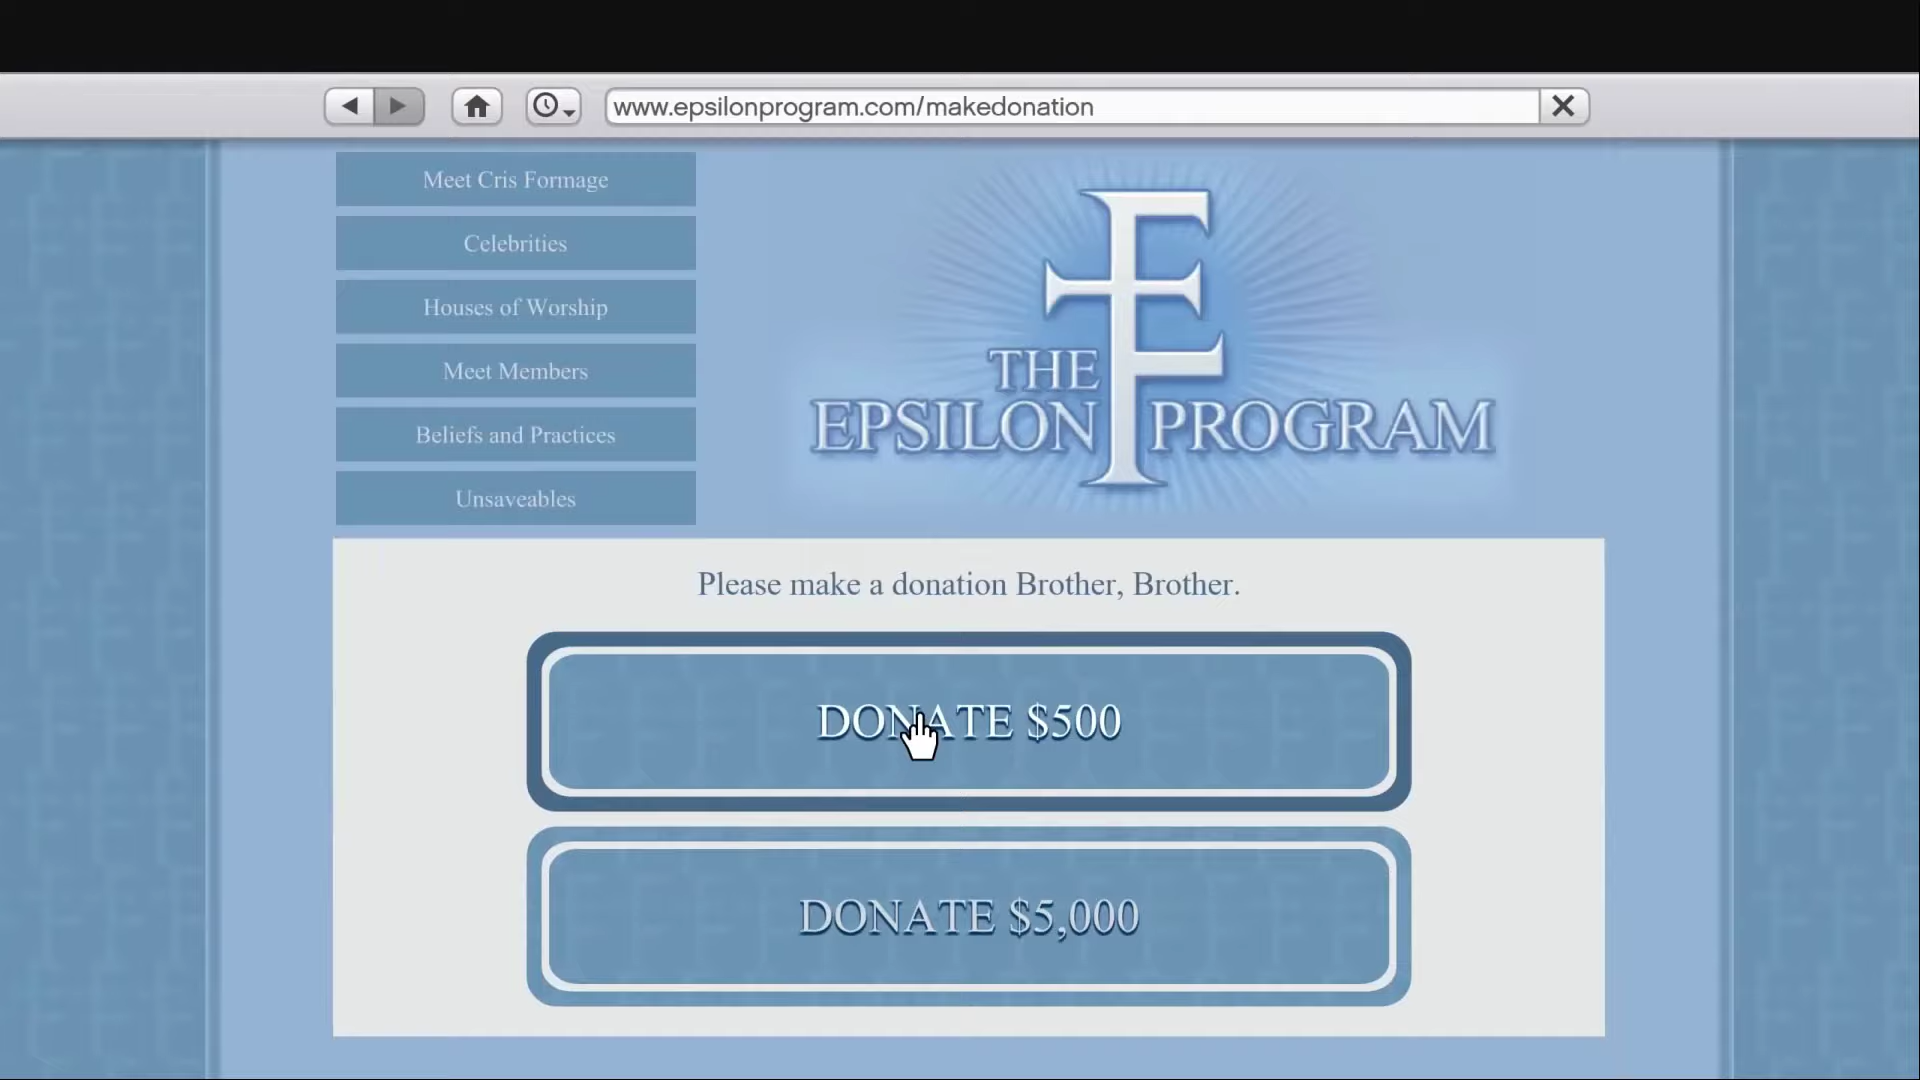 www.epsilonprogram.com/makedonation
Meet Cris Formage
Celebrities
Houses of Worship
Meet Members
Beliefs and Practices
Unsaveables
THE
EPSILON PROGRAM
Please make a donation Brother, Brother.
DONATE $500
DONATE $5,000